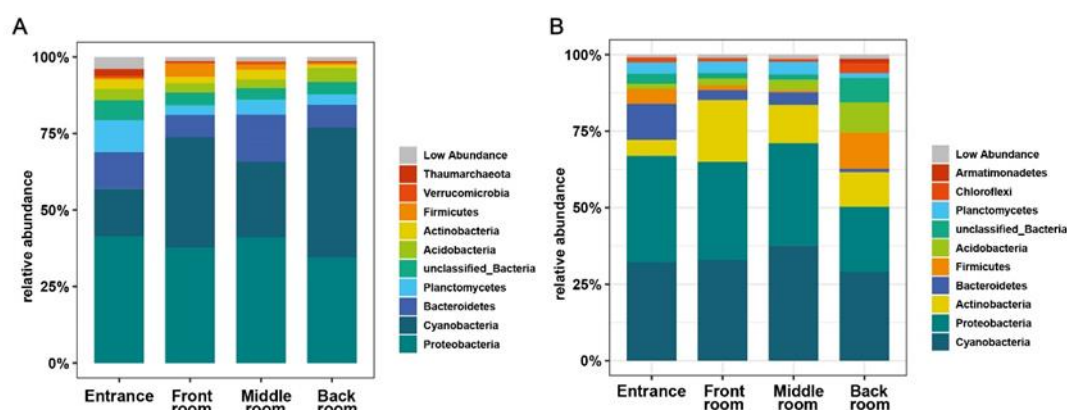 A
100%
75%
50%
25%
0%
relative abundance
Entrance
Front room
Middle room
Back room
Low Abundance
Thaumarchaeota
Verrucomicrobia
Firmicutes
Actinobacteria
Acidobacteria
unclassified_Bacteria
Planctomycetes
Bacteroidetes
Cyanobacteria
Proteobacteria
B
100%
75%
50%
25%
0%
relative abundance
Entrance
Front
room
Middle
room
Back
room
Low Abundance
Armatimonadetes
Chloroflexi
Planctomycetes
unclassified_Bacteria
Acidobacteria
Firmicutes
Bacteroidetes
Actinobacteria
Proteobacteria
Cyanobacteria